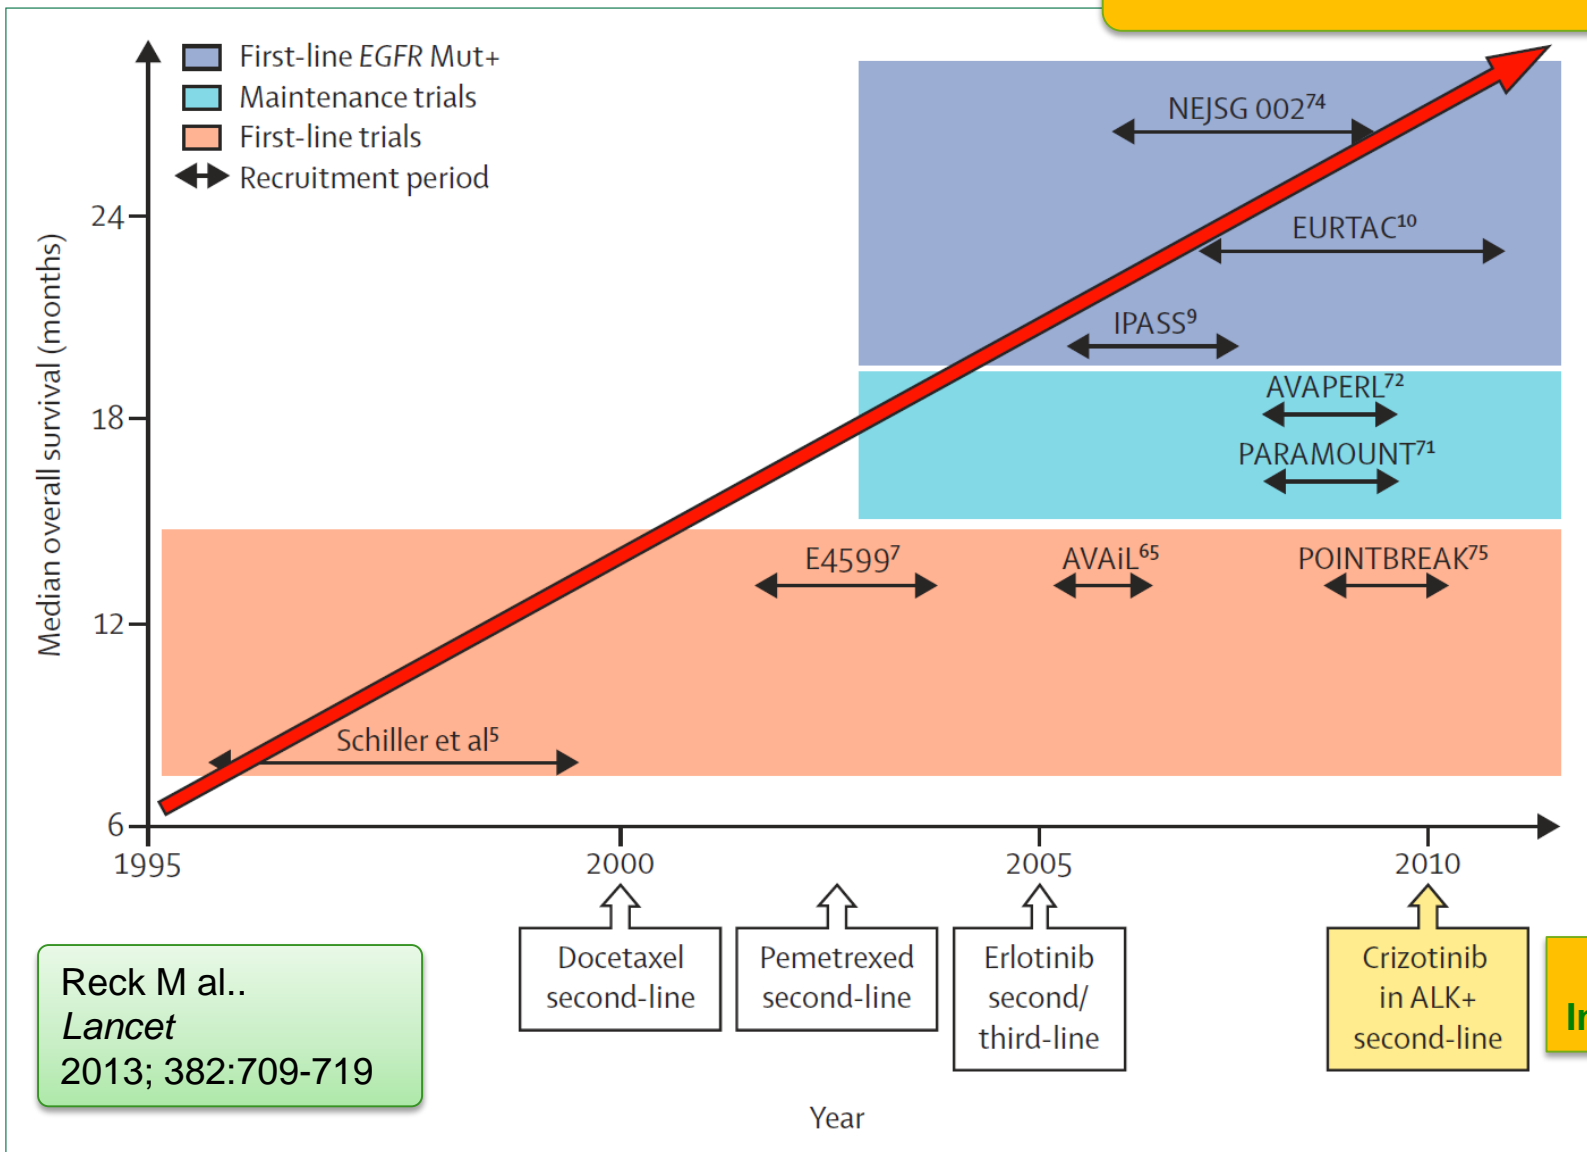 First-line EGFR Mut+
Maintenance trials
First-line trials
Recruitment period
Median overall survival (months)
24
18
12
6
NEJSG 002⁷⁴
EURTAC¹⁰
IPASS⁹
AVAPERL⁷²
PARAMOUNT⁷¹
E4599⁷
AVAiL⁶⁵
POINTBREAK⁷⁵
Schiller et al⁵
1995
2000
2005
2010
Docetaxel
second-line
Pemetrexed
second-line
Erlotinib
second/
third-line
Crizotinib
in ALK+
second-line
Reck M al..
Lancet
2013; 382:709-719
Year